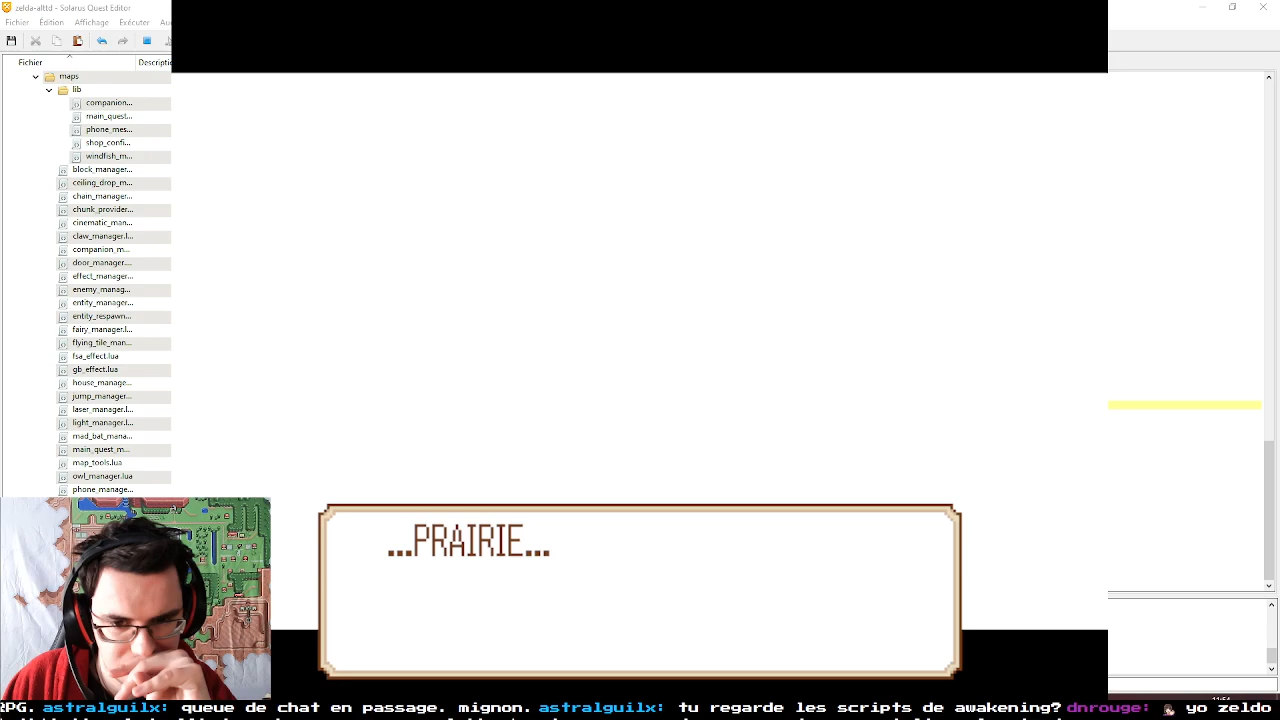 zelda-alttd - Solarus Quest Editor
Fichier Édition Affichage Exécuter Au
Fichier Descripti
maps
lib
companion...
main_quest...
phone_mes...
shop_confi...
windfish_m...
block_manager...
ceiling_drop_m...
chain_manager...
chunk_provider...
cinematic_man...
claw_manager.l...
companion_m...
door_manager....
effect_manager...
enemy_manag...
entity_manager...
entity_respawn...
fairy_manager.l...
flying_tile_man...
fsa_effect.lua
gb_effect.lua
house_manage...
jump_manager...
laser_manager.l...
light_manager.l...
mad_bat_mana...
main_quest_m...
map_tools.lua
owl_manager.lua
phone_manage...
...PRAIRIE...
RPG. astralguilx: queue de chat en passage. mignon. astralguilx: tu regarde les scripts de awakening? dnrouge: yo zeldos